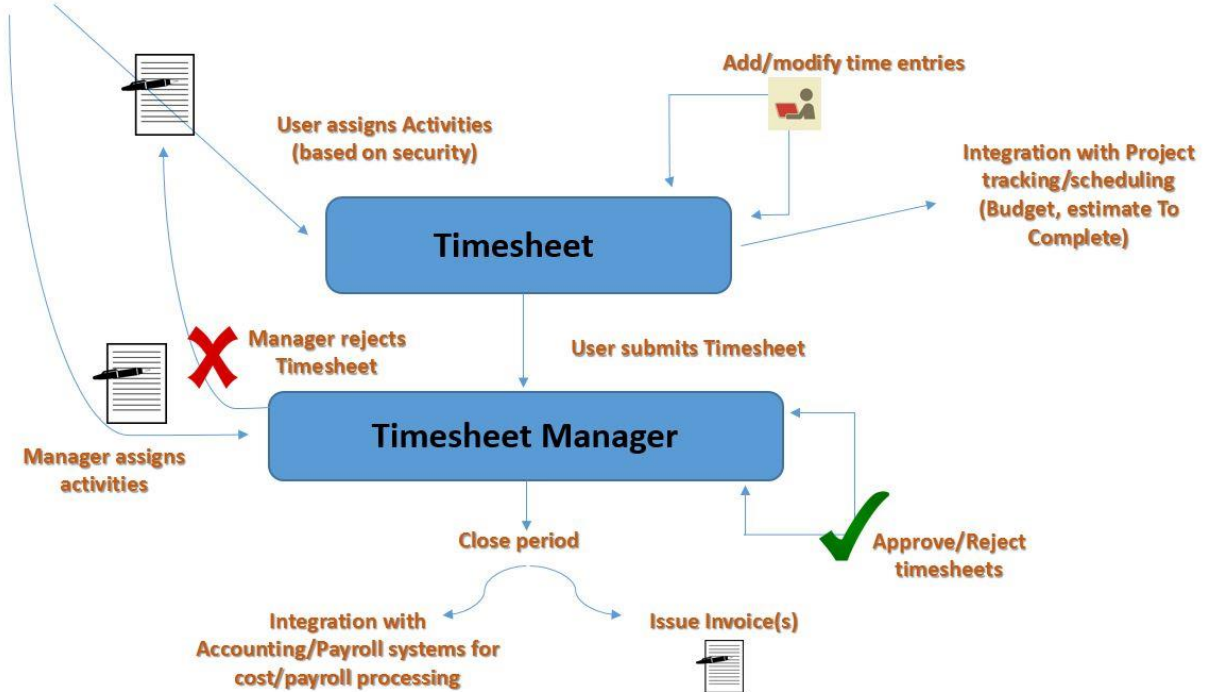 Add/modify time entries
User assigns Activities
(based on security)
Integration with Project
tracking/scheduling
(Budget, estimate To
Complete)
Timesheet
Manager rejects
Timesheet
User submits Timesheet
Timesheet Manager
Manager assigns
activities
Close period
Approve/Reject
timesheets
Integration with
Accounting/Payroll systems for
cost/payroll processing
Issue Invoice(s)